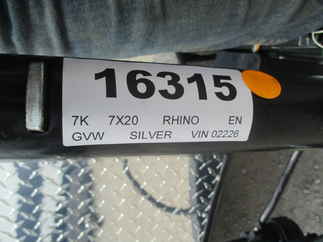 16315
7K 7X20 RHINO EN
GVW SILVER VIN 02226